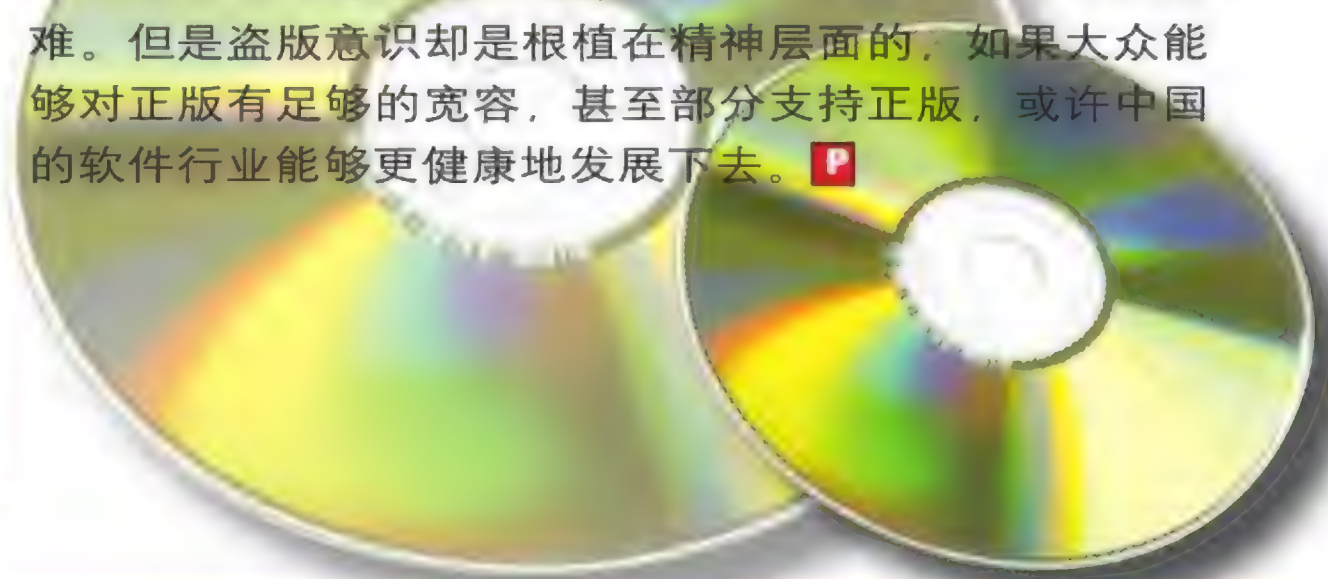 难。但是盗版意识却是根植在精神层面的，如果大众能
够对正版有足够的宽容，甚至部分支持正版，或许中国
的软件行业能够更健康地发展下去。P